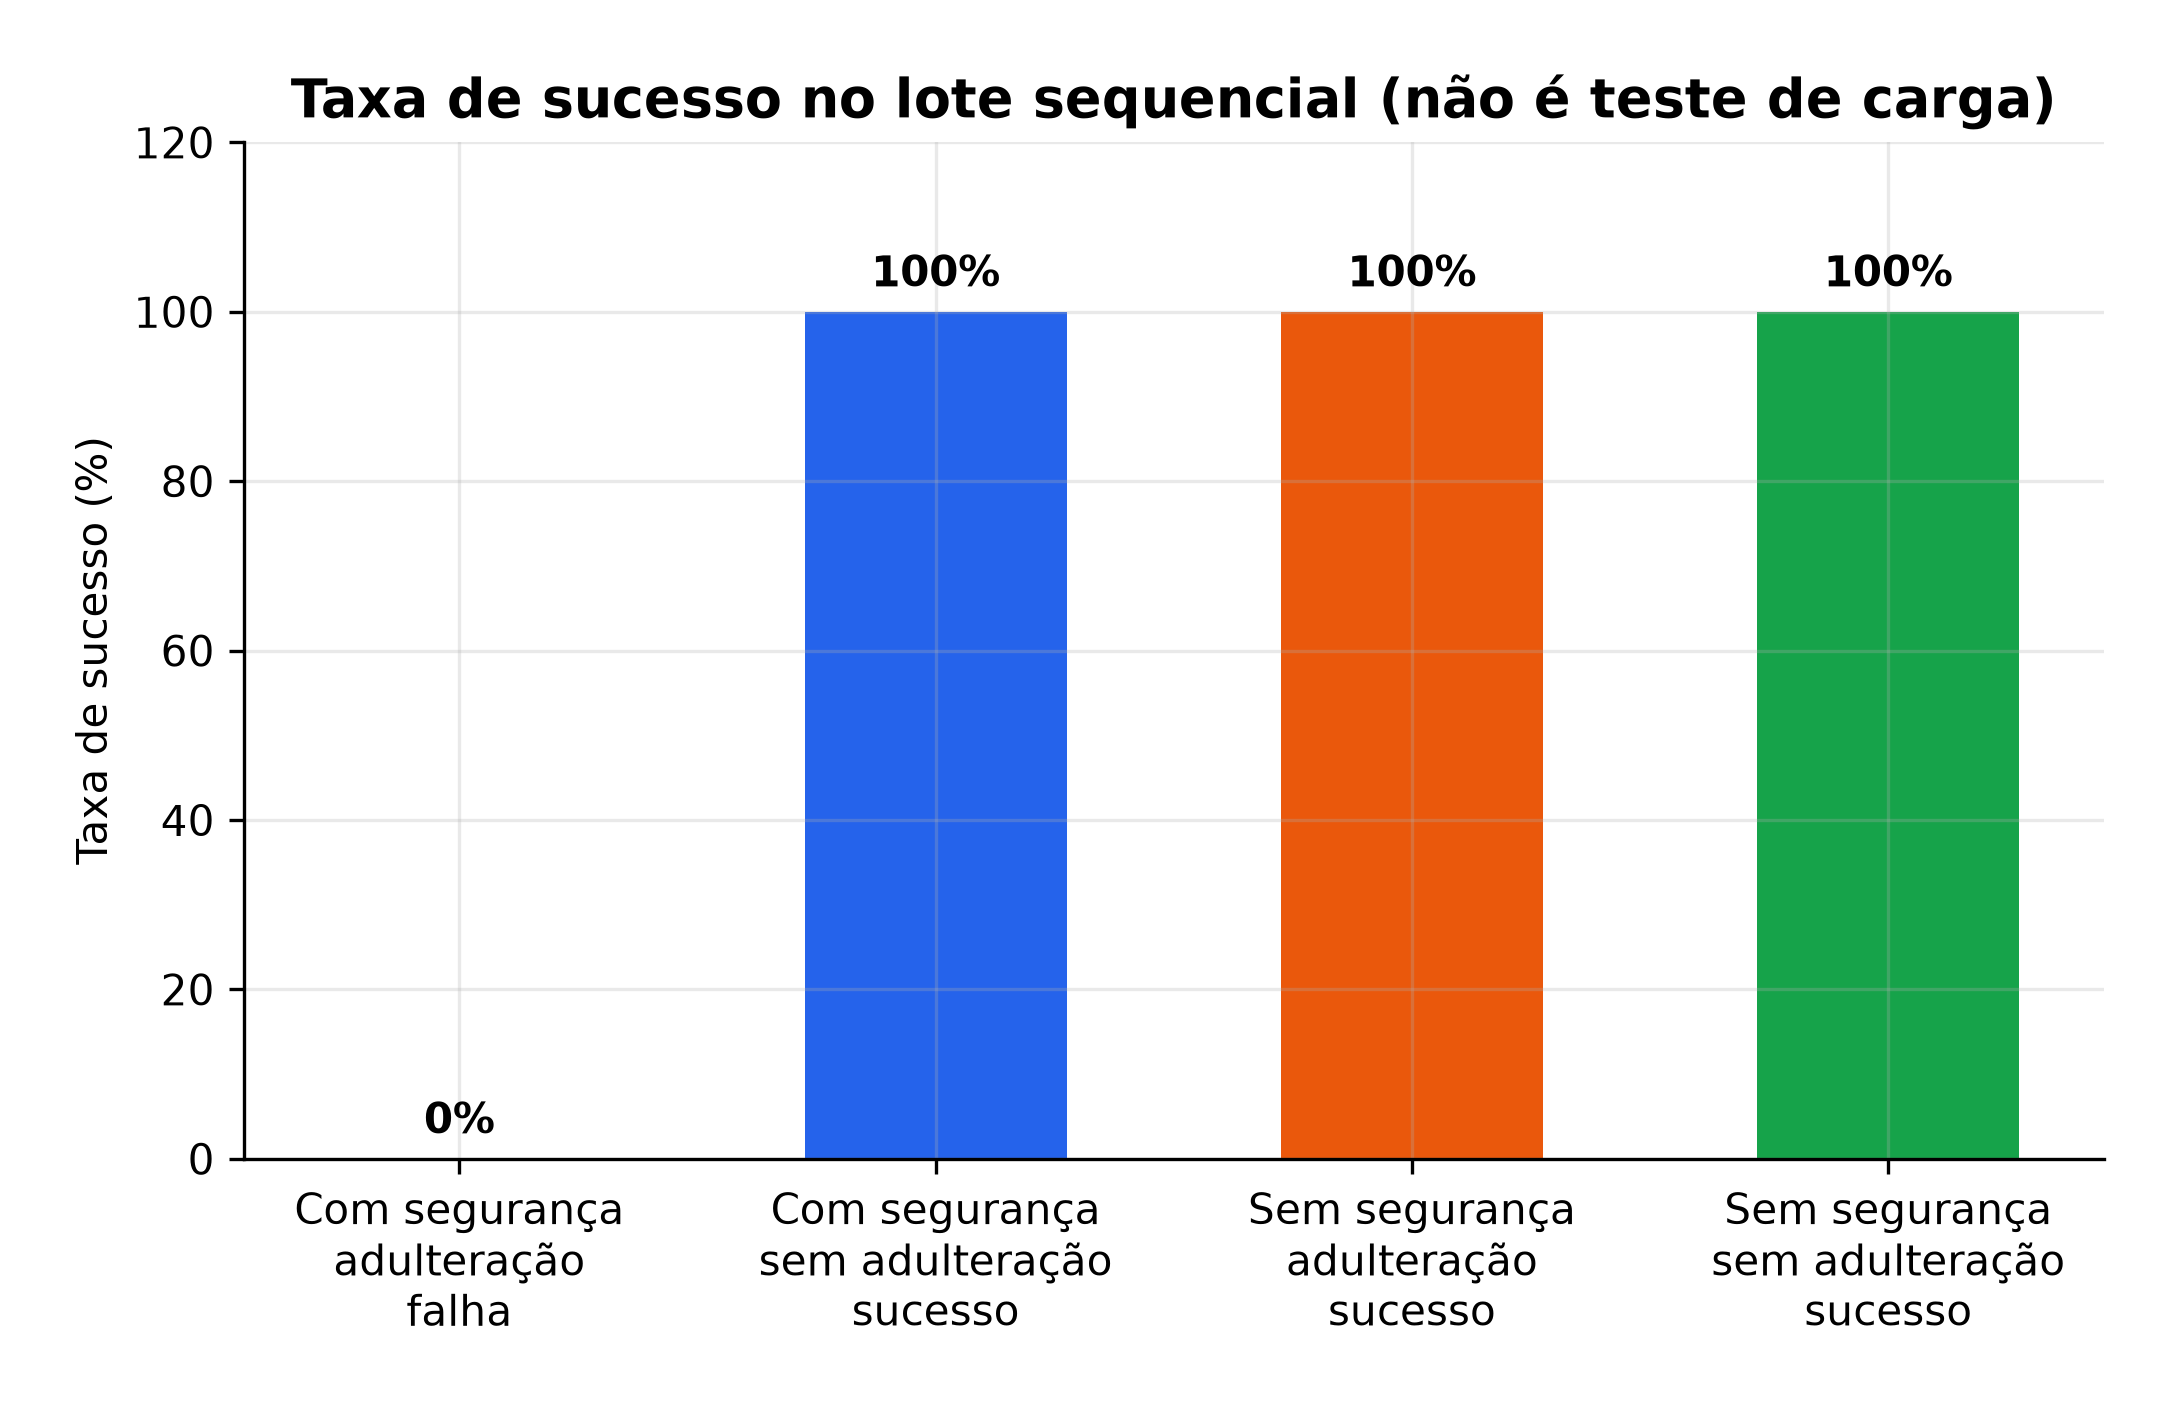 Taxa de sucesso no lote sequencial (não é teste de carga)
Taxa de sucesso (%)
120
100
80
60
40
20
0
0%
100%
100%
100%
Com segurança
adulteração
falha
Com segurança
sem adulteração
sucesso
Sem segurança
adulteração
sucesso
Sem segurança
sem adulteração
sucesso